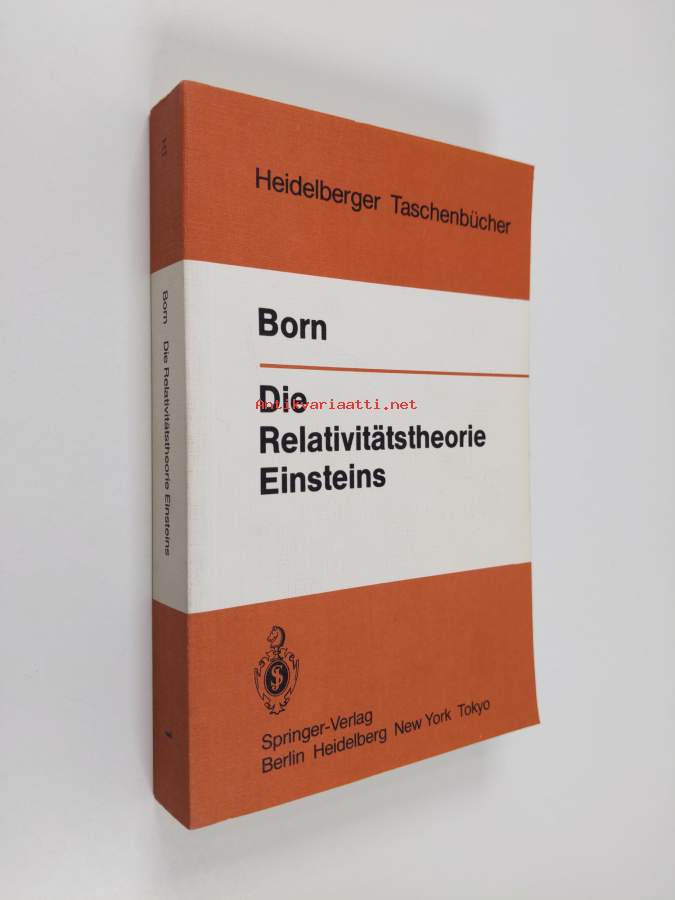 Heidelberger Taschenbücher
Born
Die
Antikvariaatti.net
Relativitätstheorie
Einsteins
Springer-Verlag
Berlin Heidelberg New York Tokyo
Born Die Relativitätstheorie Einsteins